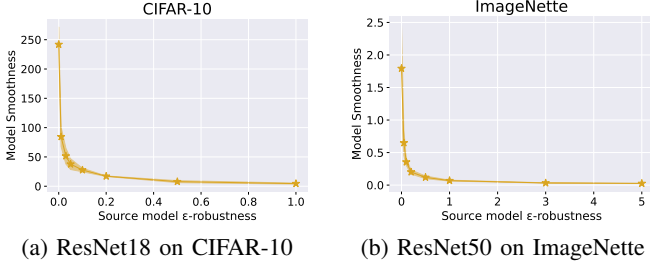 CIFAR-10
250
200
150
100
50
0
Model Smoothness
0.0 0.2 0.4 0.6 0.8 1.0
Source model ε-robustness
(a) ResNet18 on CIFAR-10
ImageNette
2.5
2.0
1.5
1.0
0.5
0.0
Model Smoothness
0 1 2 3 4 5
Source model ε-robustness
(b) ResNet50 on ImageNette